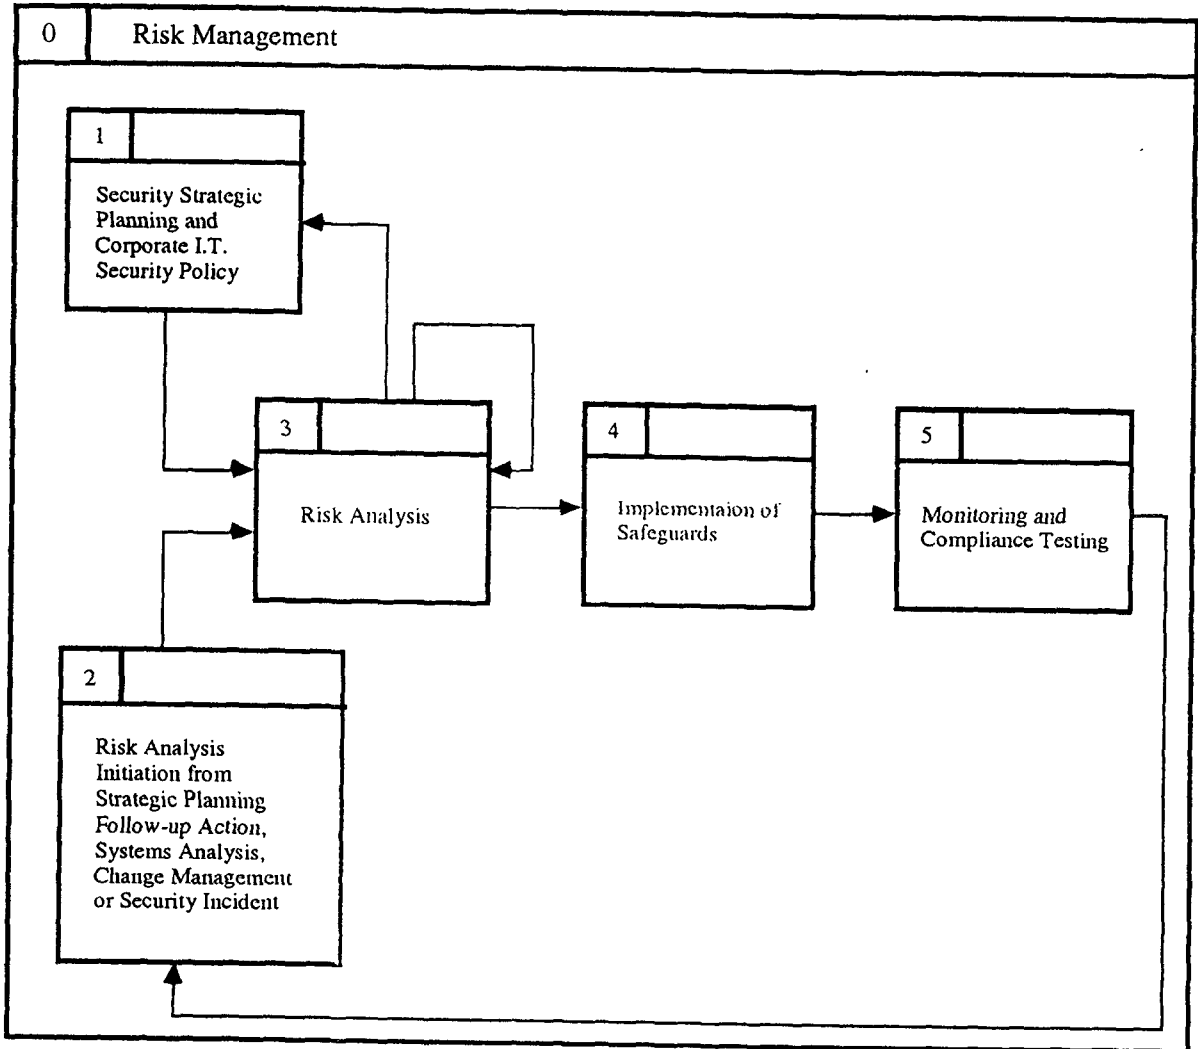 0 Risk Management
1
Security Strategic
Planning and
Corporate I.T.
Security Policy
3
Risk Analysis
4
Implementaion of
Safeguards
5
Monitoring and
Compliance Testing
2
Risk Analysis
Initiation from
Strategic Planning
Follow-up Action,
Systems Analysis,
Change Management
or Security Incident